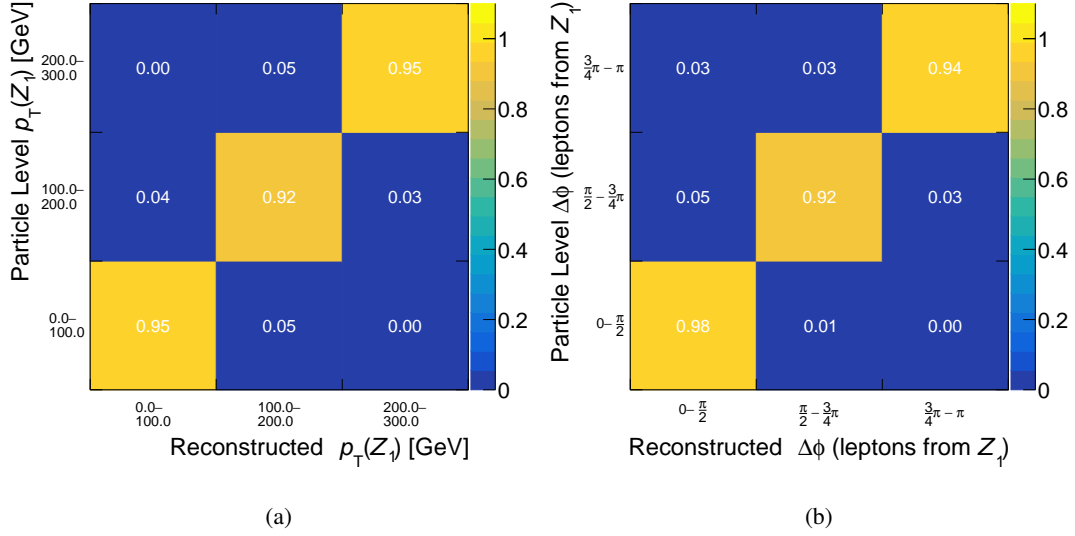 Particle Level p_T(Z_1) [GeV]
200.0–
300.0
100.0–
200.0
0.0–
100.0
0.00 0.05 0.95
0.04 0.92 0.03
0.95 0.05 0.00
0.0–
100.0
100.0–
200.0
200.0–
300.0
Reconstructed p_T(Z_1) [GeV]
1
0.8
0.6
0.4
0.2
0
(a)
Particle Level Δϕ (leptons from Z_1)
3/4π – π
π/2 – 3/4π
0– π/2
0.03 0.03 0.94
0.05 0.92 0.03
0.98 0.01 0.00
0– π/2
π/2 – 3/4π
3/4π – π
Reconstructed Δϕ (leptons from Z_1)
1
0.8
0.6
0.4
0.2
0
(b)